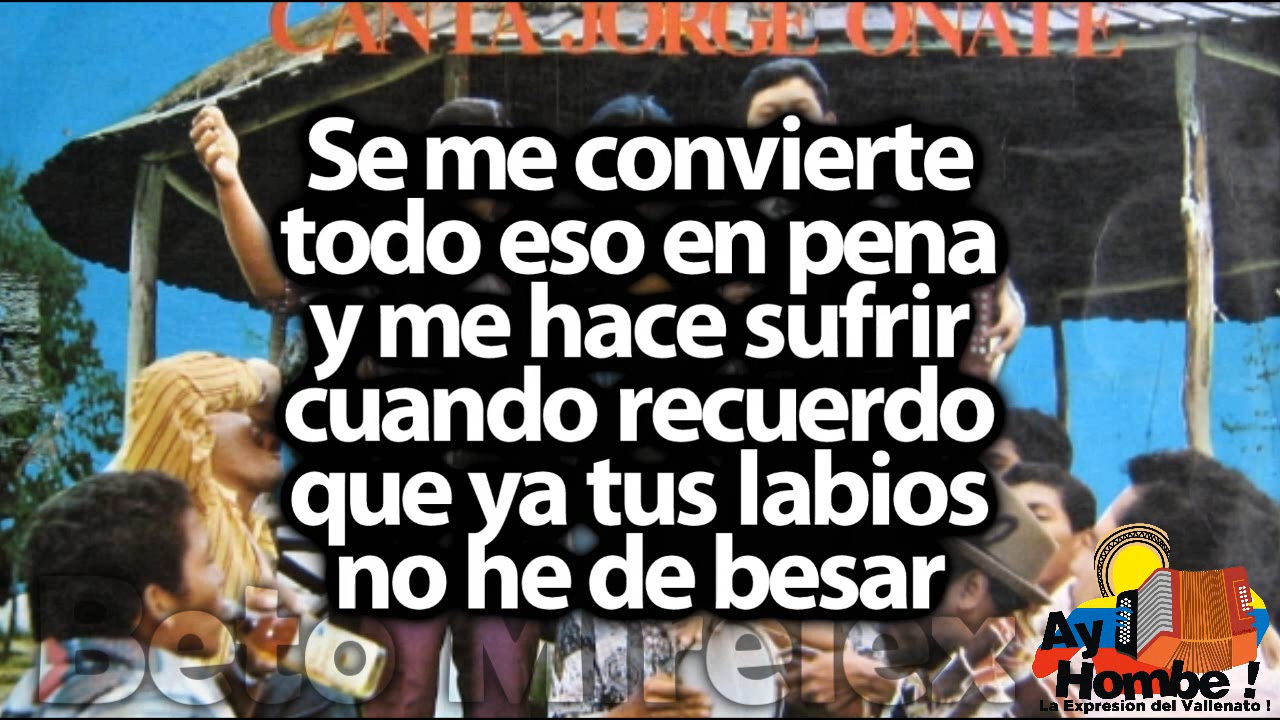 CANTA JORGE OÑATE
Se me convierte
todo eso en pena
y me hace sufrir
cuando recuerdo
que ya tus labios
no he de besar
Beto Mirelex
Ay
Hombe !
La Expresion del Vallenato !